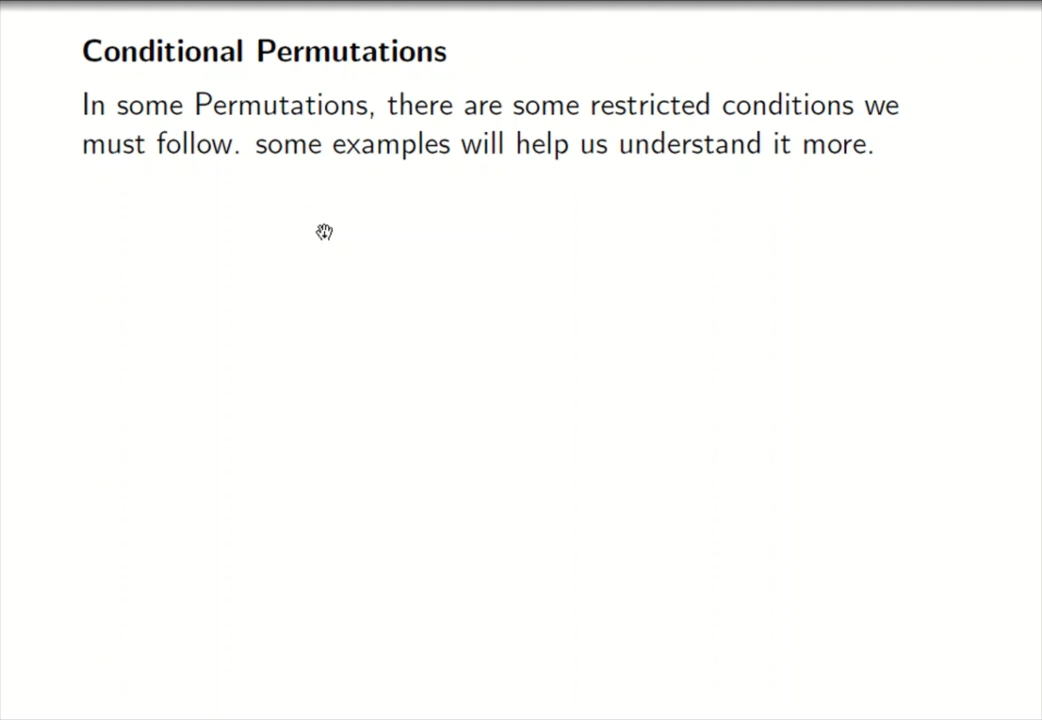 Conditional Permutations
In some Permutations, there are some restricted conditions we
must follow. some examples will help us understand it more.